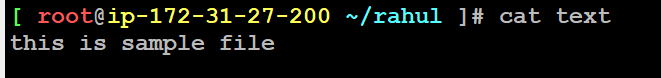 [ root@ip-172-31-27-200 ~/rahul ]# cat text
this is sample file